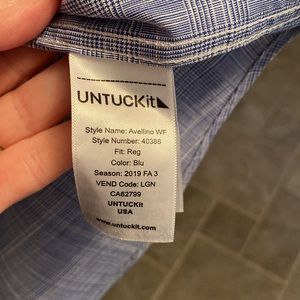 UNTUCKit
Style Name: Avellino WF
Style Number: 40388
Fit: Reg
Color: Blu
Season: 2019 FA 3
VEND Code: LGN
CA62799
UNTUCKit
USA
www.untuckit.com